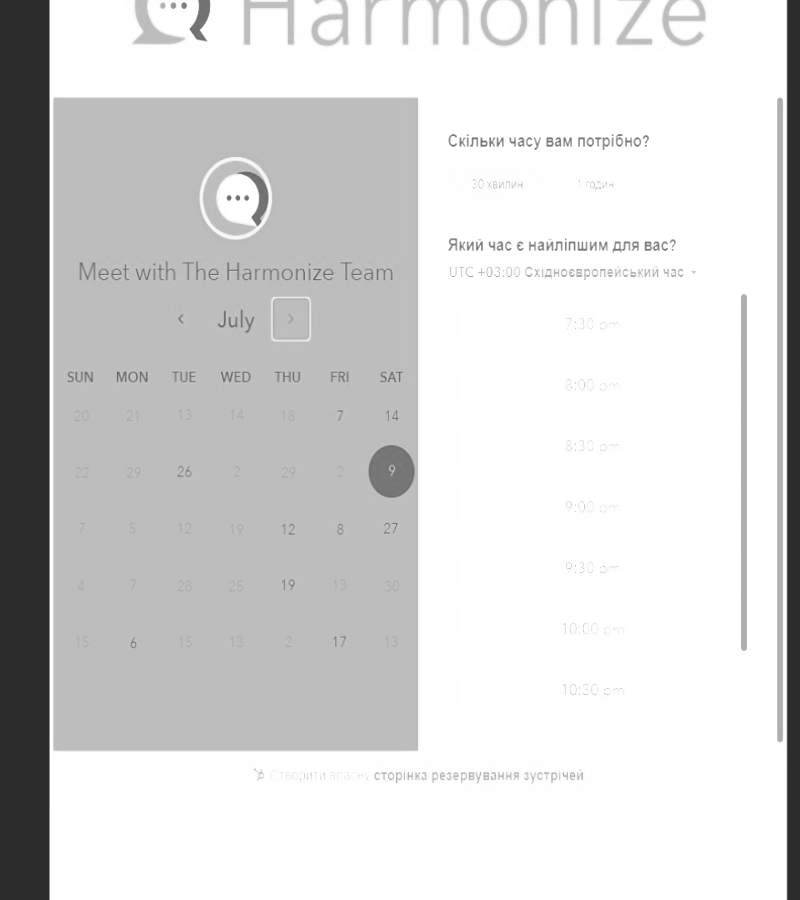 Harmonize
Meet with The Harmonize Team
July
SUN MON TUE WED THU FRI SAT
20 21 13 14 18 7 14
22 29 26 2 29 2 9
7 5 12 19 12 8 27
4 7 28 25 19 13 30
15 6 15 13 2 17 13
Скільки часу вам потрібно?
30 хвилин 1 годин
Який час є найліпшим для вас?
UTC +03:00 Східноєвропейський час
7:30 pm
8:00 pm
8:30 pm
9:00 pm
9:30 pm
10:00 pm
10:30 pm
Створити власну сторінка резервування зустрічей